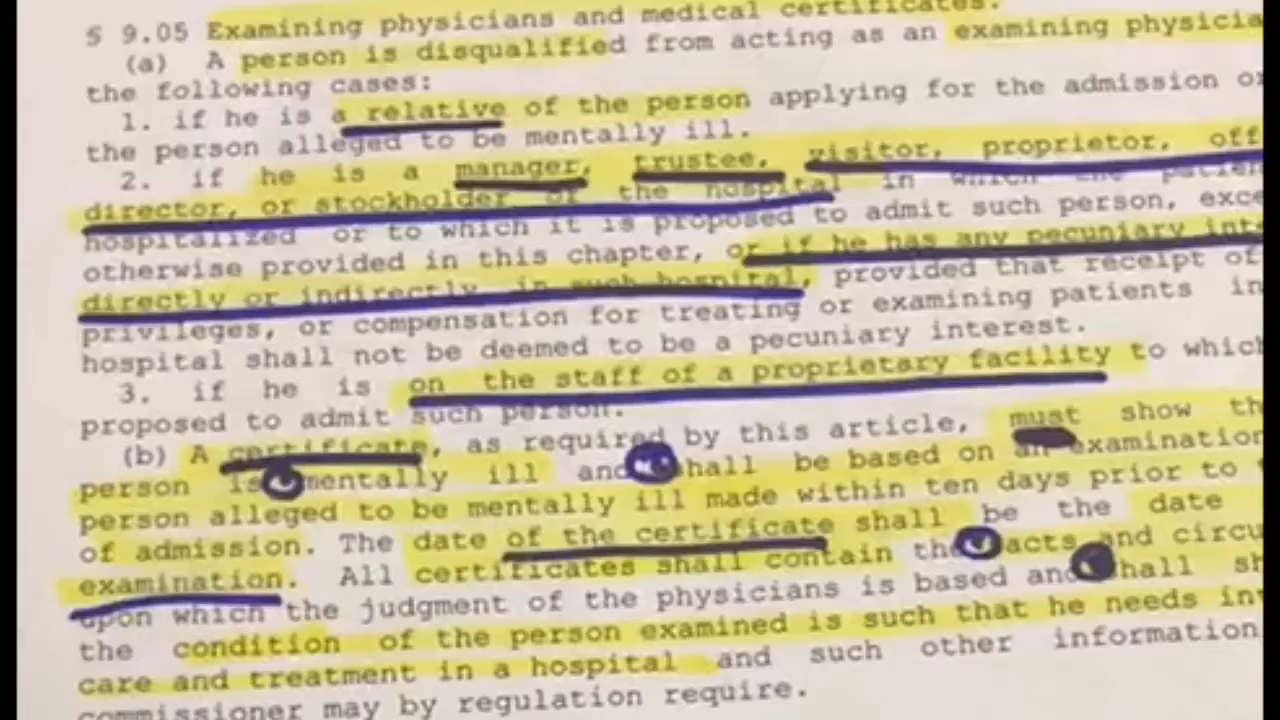 § 9.05 Examining physicians and medical certificates.
(a) A person is disqualified from acting as an examining
the following cases:
1. if he is a relative of the person applying for the admission
the person alleged to be mentally ill.
2. if he is a manager, trustee, visitor, proprietor,
director, or stockholder of the hospital in which the
hospitalized or to which it is proposed to admit such person,
otherwise provided in this chapter, or if he has any pecuniary
directly or indirectly, in such hospital, provided that receipt of
privileges, or compensation for treating or examining patients in
hospital shall not be deemed to be a pecuniary interest.
3. if he is on the staff of a proprietary facility to which
proposed to admit such person.
(b) A certificate, as required by this article, must show
person is mentally ill and shall be based on an examination
person alleged to be mentally ill made within ten days prior to
of admission. The date of the certificate shall be the date
examination. All certificates shall contain the facts and
upon which the judgment of the physicians is based and shall
the condition of the person examined is such that he needs
care and treatment in a hospital and such other information
commissioner may by regulation require.